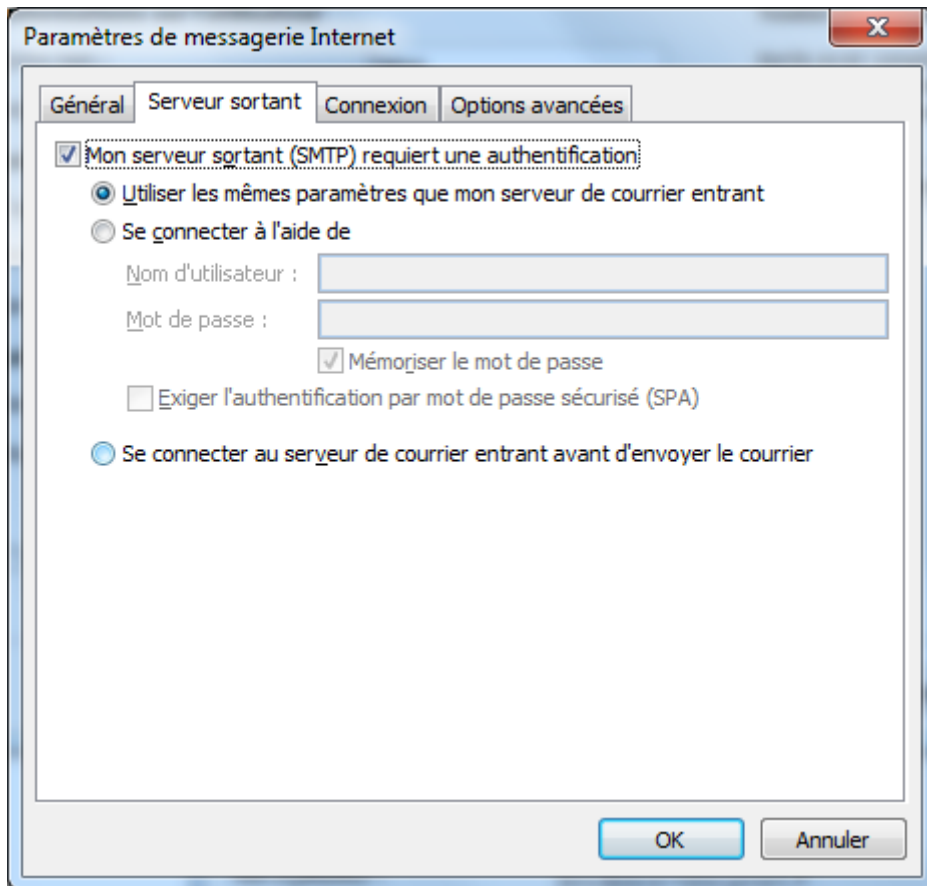 Paramètres de messagerie Internet
Général Serveur sortant Connexion Options avancées
Mon serveur sortant (SMTP) requiert une authentification
Utiliser les mêmes paramètres que mon serveur de courrier entrant
Se connecter à l'aide de
Nom d'utilisateur :
Mot de passe :
Mémoriser le mot de passe
Exiger l'authentification par mot de passe sécurisé (SPA)
Se connecter au serveur de courrier entrant avant d'envoyer le courrier
OK Annuler